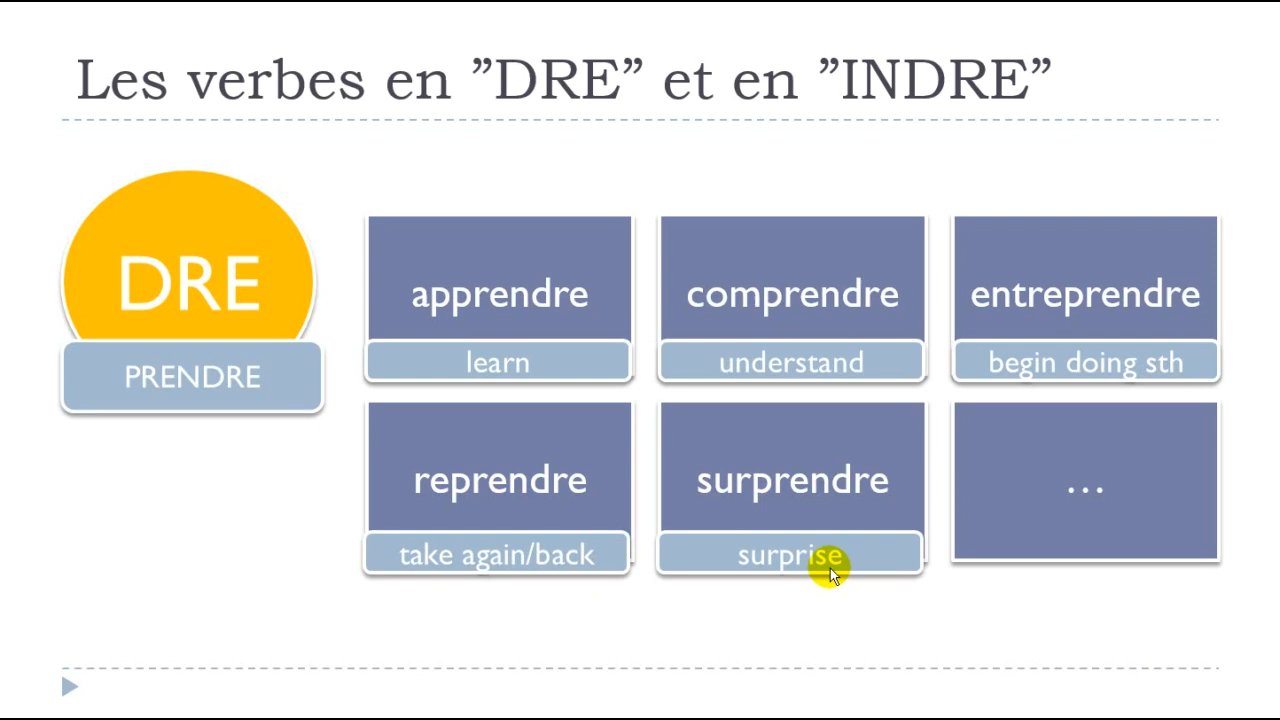 Les verbes en ”DRE” et en ”INDRE”
DRE
PRENDRE
apprendre
learn
comprendre
understand
entreprendre
begin doing sth
reprendre
take again/back
surprendre
surprise
…